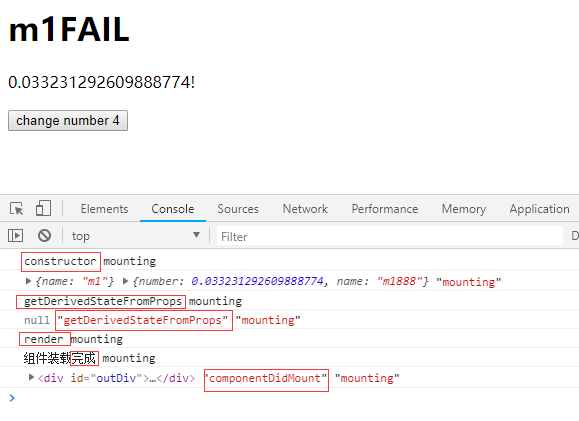 m1FAIL
0.033231292609888774!
change number 4
Elements Console Sources Network Performance Memory Application
top ▼ Filter D
constructor mounting
▶ {name: "m1"} ▶ {number: 0.033231292609888774, name: "m1888"} "mounting"
getDerivedStateFromProps mounting
null "getDerivedStateFromProps" "mounting"
render mounting
组件装载完成 mounting
▶ <div id="outDiv">…</div> "componentDidMount" "mounting"
>